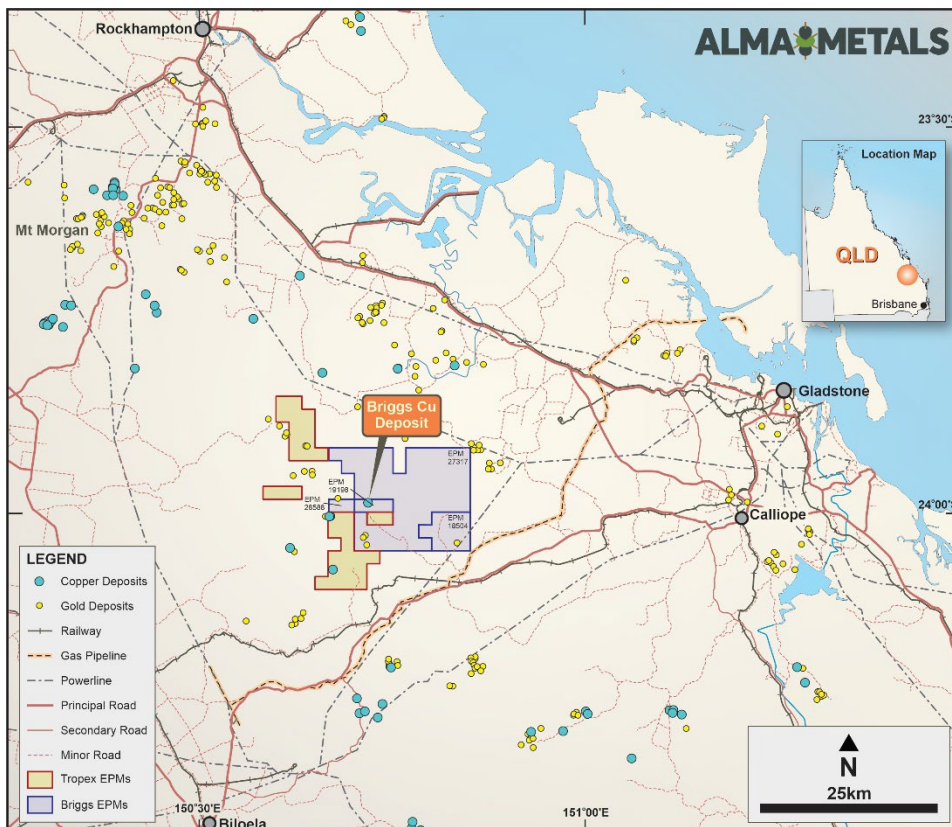 Rockhampton
ALMA METALS
23°30'S
Location Map
QLD
Brisbane
Mt Morgan
Gladstone
Briggs Cu
Deposit
EPM
27317
EPM
19198
EPM
28588
EPM
18504
24°00'S
Calliope
LEGEND
Copper Deposits
Gold Deposits
Railway
Gas Pipeline
Powerline
Principal Road
Secondary Road
Minor Road
Tropex EPMs
Briggs EPMs
N
25km
150°30'E
151°00'E
Biloela